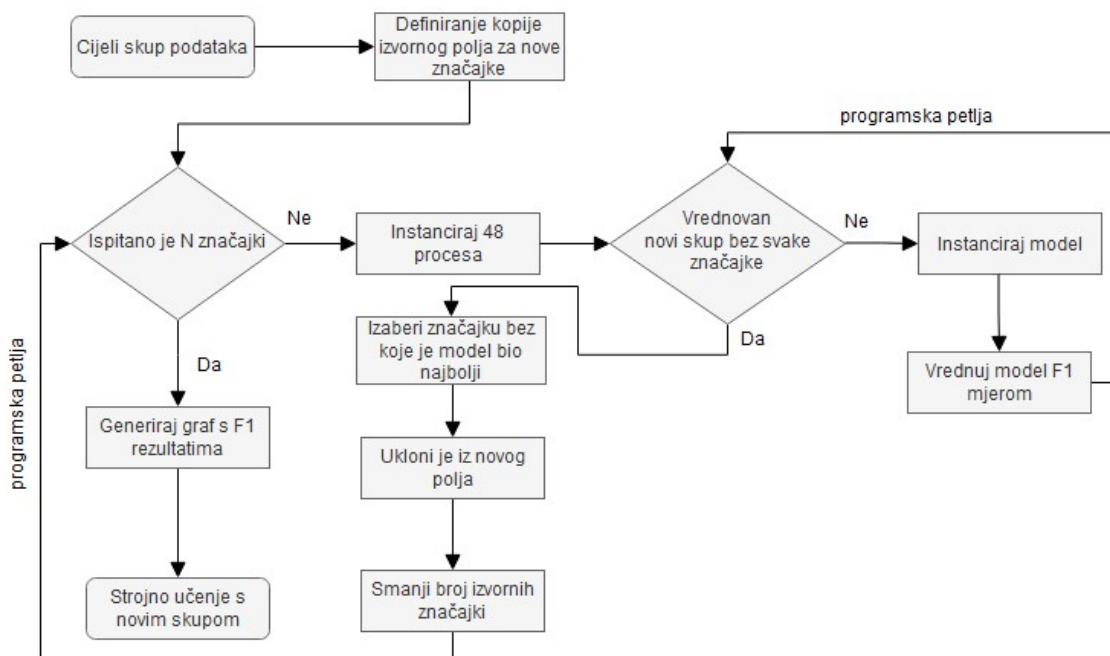 Cijeli skup podataka
Definiranje kopije
izvornog polja za nove
značajke
programska petlja
Ispitano je N značajki
Ne
Instanciraj 48
procesa
Vrednovan
novi skup bez svake
značajke
Ne
Instanciraj model
Da
Izaberi značajku bez
koje je model bio
najbolji
Da
Vrednuj model F1
mjerom
programska petlja
Generiraj graf s F1
rezultatima
Ukloni je iz novog
polja
Strojno učenje s
novim skupom
Smanji broj izvornih
značajki